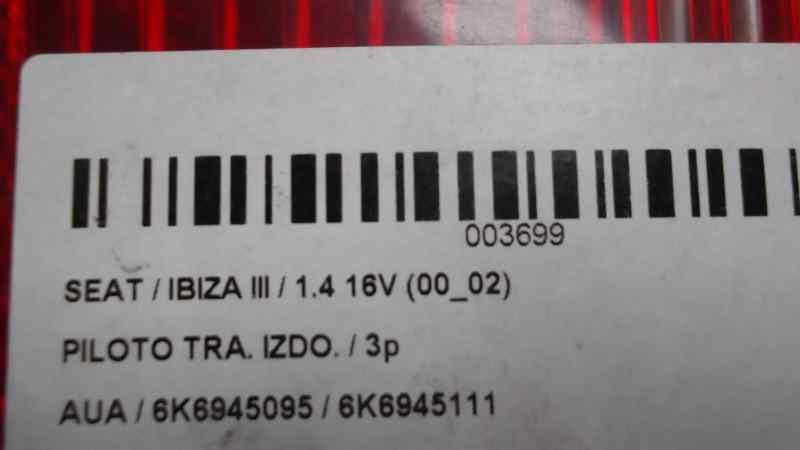 003699
SEAT / IBIZA III / 1.4 16V (00_02)
PILOTO TRA. IZDO. / 3p
AUA / 6K6945095 / 6K6945111